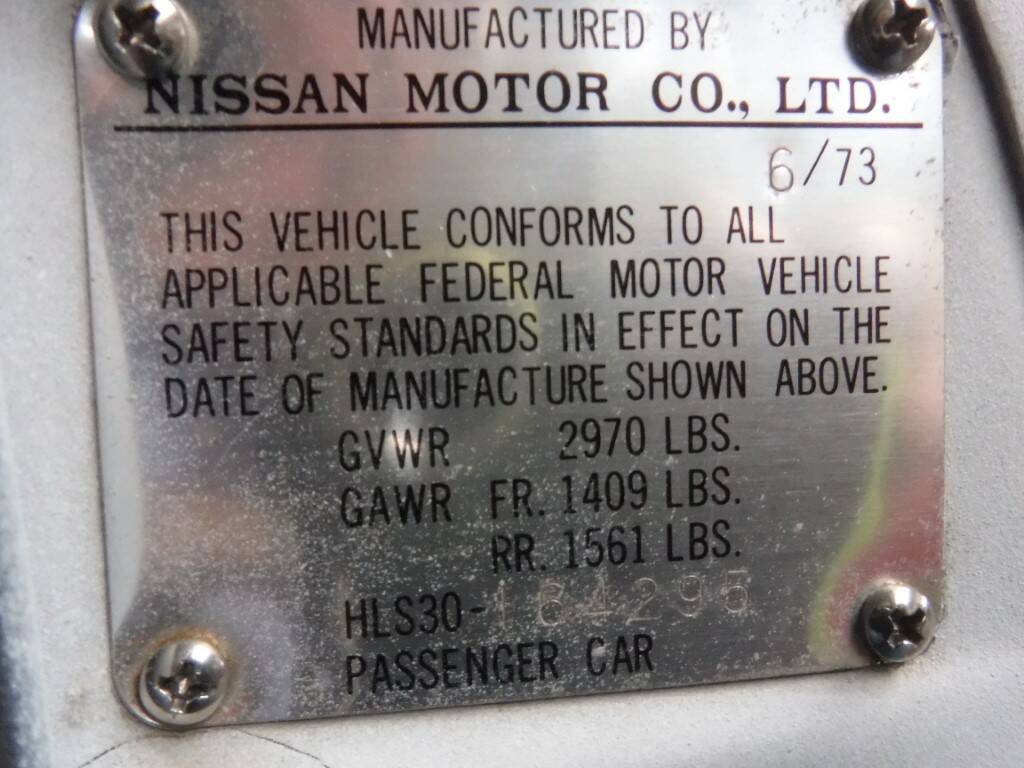 MANUFACTURED BY
NISSAN MOTOR CO., LTD.
6/73
THIS VEHICLE CONFORMS TO ALL
APPLICABLE FEDERAL MOTOR VEHICLE
SAFETY STANDARDS IN EFFECT ON THE
DATE OF MANUFACTURE SHOWN ABOVE.
GVWR 2970 LBS.
GAWR FR. 1409 LBS.
RR. 1561 LBS.
HLS30-164295
PASSENGER CAR